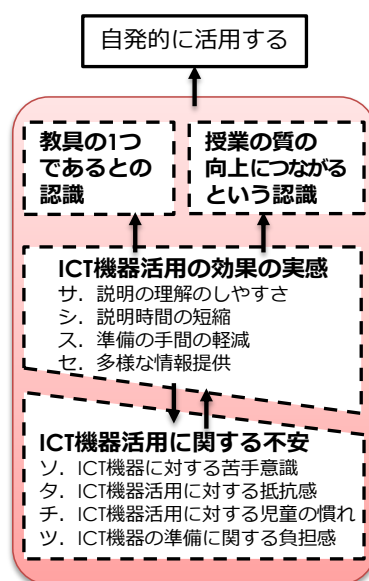 自発的に活用する
教具の1つ
であるとの
認識
授業の質の
向上につながる
という認識
ICT機器活用の効果の実感
サ．説明の理解のしやすさ
シ．説明時間の短縮
ス．準備の手間の軽減
セ．多様な情報提供
ICT機器活用に関する不安
ソ．ICT機器に対する苦手意識
タ．ICT機器活用に対する抵抗感
チ．ICT機器活用に対する児童の慣れ
ツ．ICT機器の準備に関する負担感